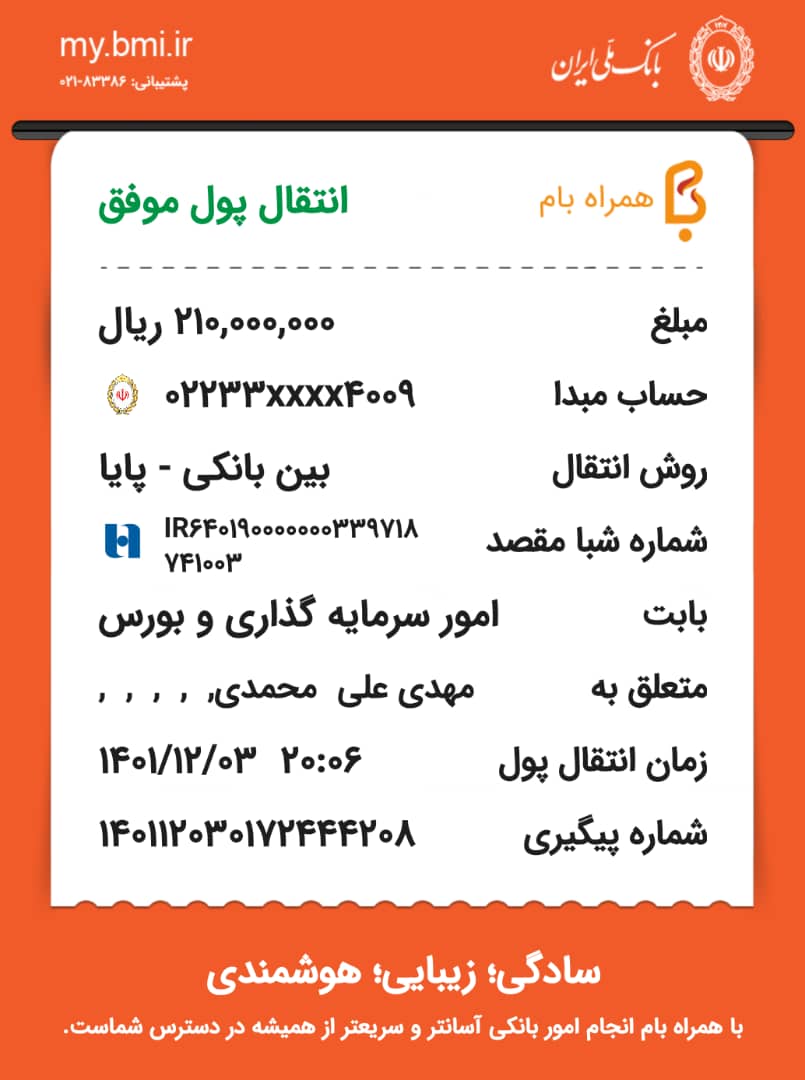 my.bmi.ir
پشتیبانی: ۸۳۳۸۶-۰۲۱
بانک ملی ایران
همراه بام
انتقال پول موفق
مبلغ ۲۱۰,۰۰۰,۰۰۰ ریال
حساب مبدا ۰۲۲۳۳xxxx۴۰۰۹
روش انتقال بین بانکی - پایا
شماره شبا مقصد IR۶۴۰۱۹۰۰۰۰۰۰۰۳۳۹۷۱۸
۷۴۱۰۰۳
بابت امور سرمایه گذاری و بورس
متعلق به مهدی علی محمدی, , , , ,
زمان انتقال پول ۲۰:۰۶ ۱۴۰۱/۱۲/۰۳
شماره پیگیری ۱۴۰۱۱۲۰۳۰۱۷۲۴۴۴۲۰۸
سادگی؛ زیبایی؛ هوشمندی
با همراه بام انجام امور بانکی آسانتر و سریعتر از همیشه در دسترس شماست.